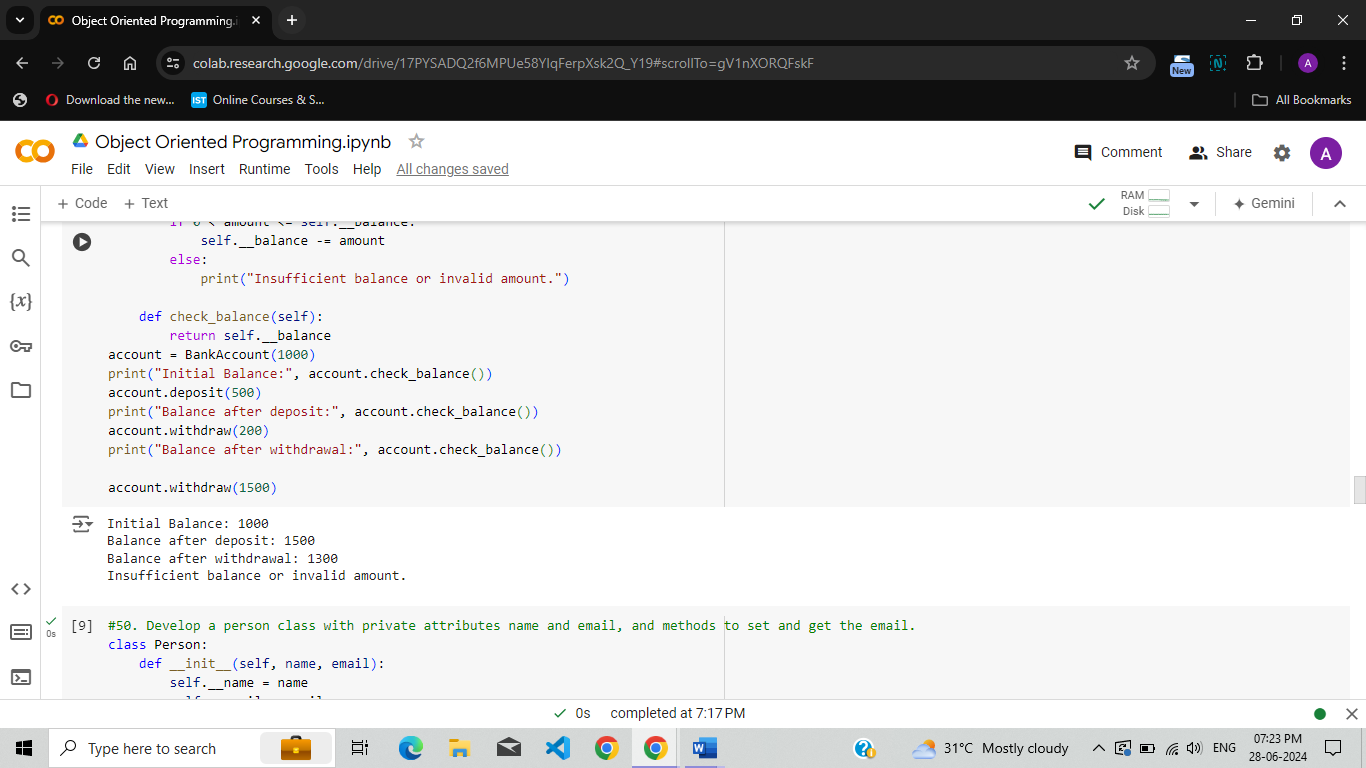 Object Oriented Programming.i
colab.research.google.com/drive/17PYSADQ2f6MPUe58YIqFerpXsk2Q_Y19#scrollTo=gV1nXORQFskF
New
N
A
Download the new...
IST
Online Courses & S...
All Bookmarks
Object Oriented Programming.ipynb
File Edit View Insert Runtime Tools Help All changes saved
Comment
Share
A
+ Code + Text
RAM
Disk
Gemini
if 0 < amount <= self.__balance:
self.__balance -= amount
else:
print("Insufficient balance or invalid amount.")
def check_balance(self):
return self.__balance
account = BankAccount(1000)
print("Initial Balance:", account.check_balance())
account.deposit(500)
print("Balance after deposit:", account.check_balance())
account.withdraw(200)
print("Balance after withdrawal:", account.check_balance())
account.withdraw(1500)
Initial Balance: 1000
Balance after deposit: 1500
Balance after withdrawal: 1300
Insufficient balance or invalid amount.
0s
[9] #50. Develop a person class with private attributes name and email, and methods to set and get the email.
class Person:
def __init__(self, name, email):
self.__name = name
0s completed at 7:17 PM
Type here to search
31°C Mostly cloudy
ENG
07:23 PM
28-06-2024